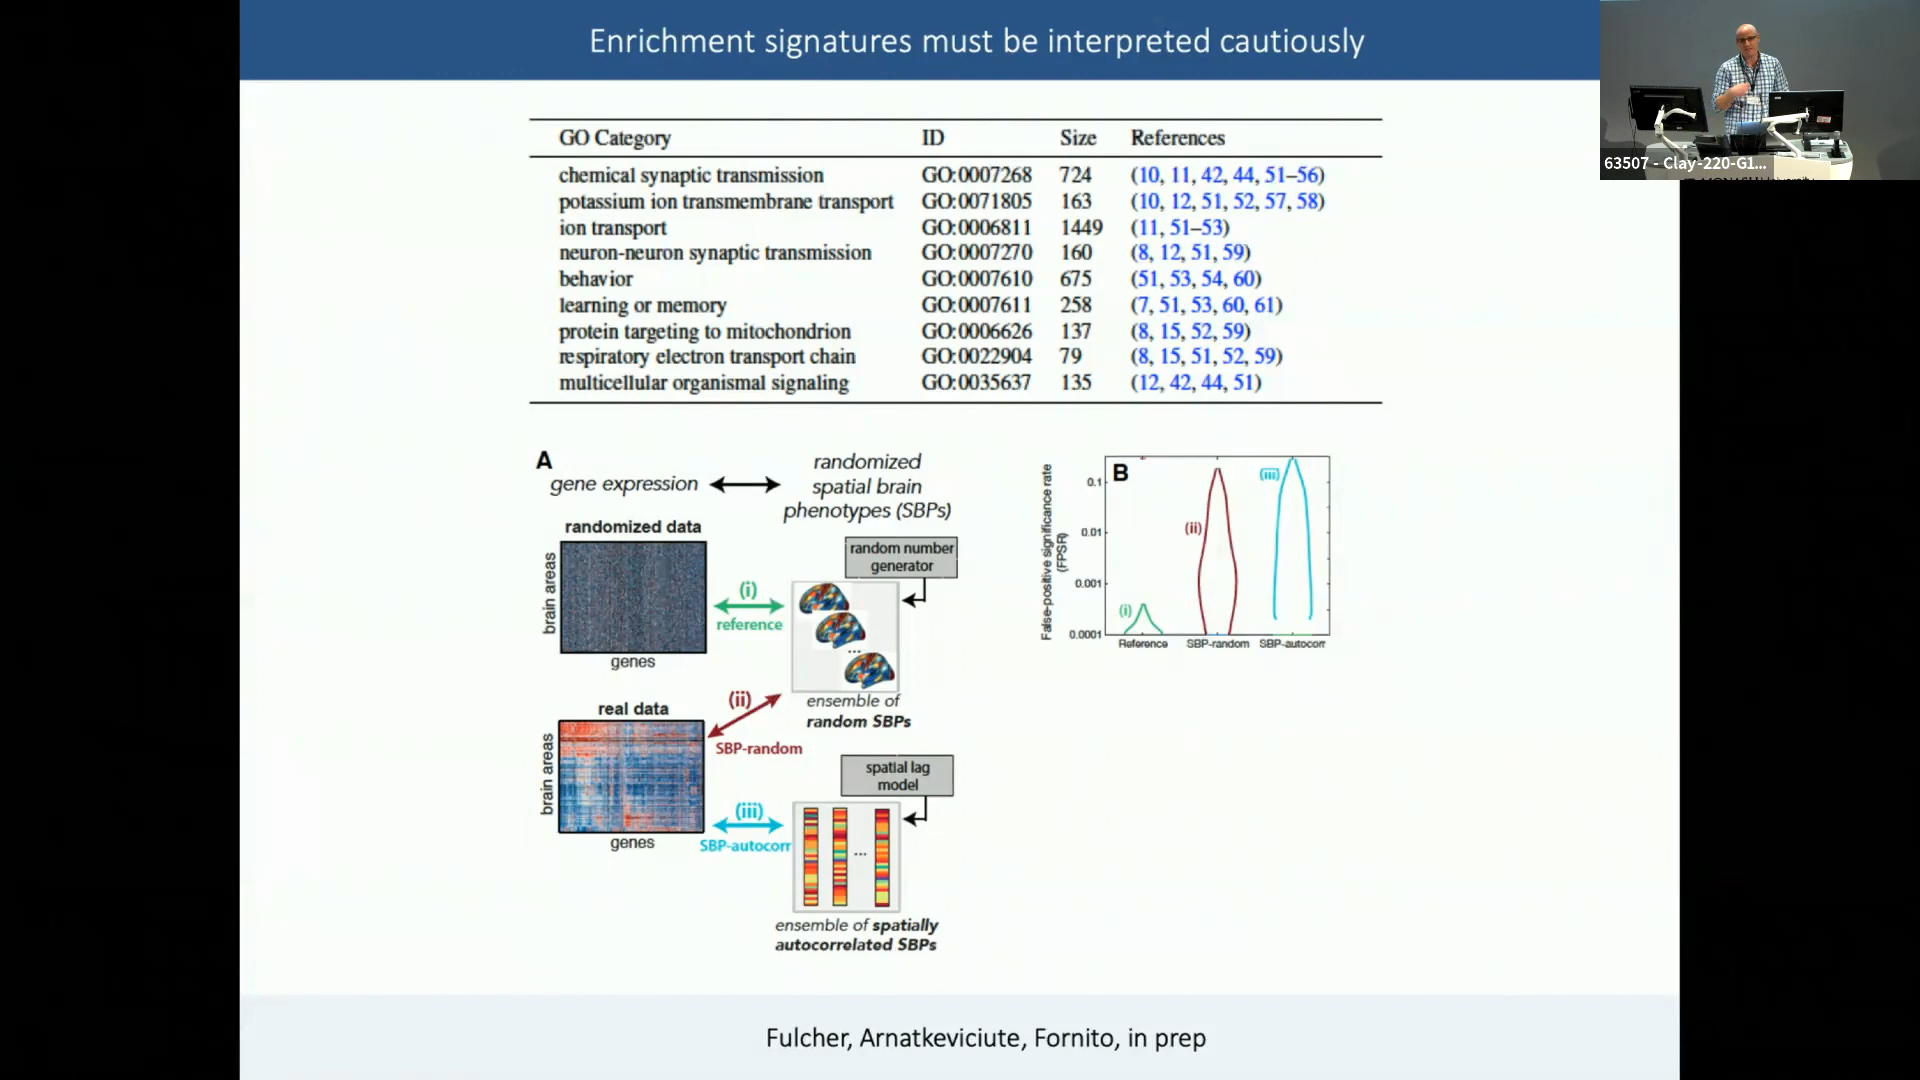 Enrichment signatures must be interpreted cautiously
63507 - Clay-220-G1...
GO Category ID Size References
chemical synaptic transmission GO:0007268 724 (10, 11, 42, 44, 51–56)
potassium ion transmembrane transport GO:0071805 163 (10, 12, 51, 52, 57, 58)
ion transport GO:0006811 1449 (11, 51–53)
neuron-neuron synaptic transmission GO:0007270 160 (8, 12, 51, 59)
behavior GO:0007610 675 (51, 53, 54, 60)
learning or memory GO:0007611 258 (7, 51, 53, 60, 61)
protein targeting to mitochondrion GO:0006626 137 (8, 15, 52, 59)
respiratory electron transport chain GO:0022904 79 (8, 15, 51, 52, 59)
multicellular organismal signaling GO:0035637 135 (12, 42, 44, 51)
A
gene expression
randomized
spatial brain
phenotypes (SBPs)
randomized data
brain areas
genes
(i)
reference
random number
generator
...
ensemble of
random SBPs
(ii)
SBP-random
real data
brain areas
genes
(iii)
SBP-autocorr
spatial lag
model
...
ensemble of spatially
autocorrelated SBPs
B
False-positive significance rate
(FPSR)
0.1
0.01
0.001
0.0001
(i)
(ii)
(iii)
Reference SBP-random SBP-autocorr
Fulcher, Arnatkeviciute, Fornito, in prep